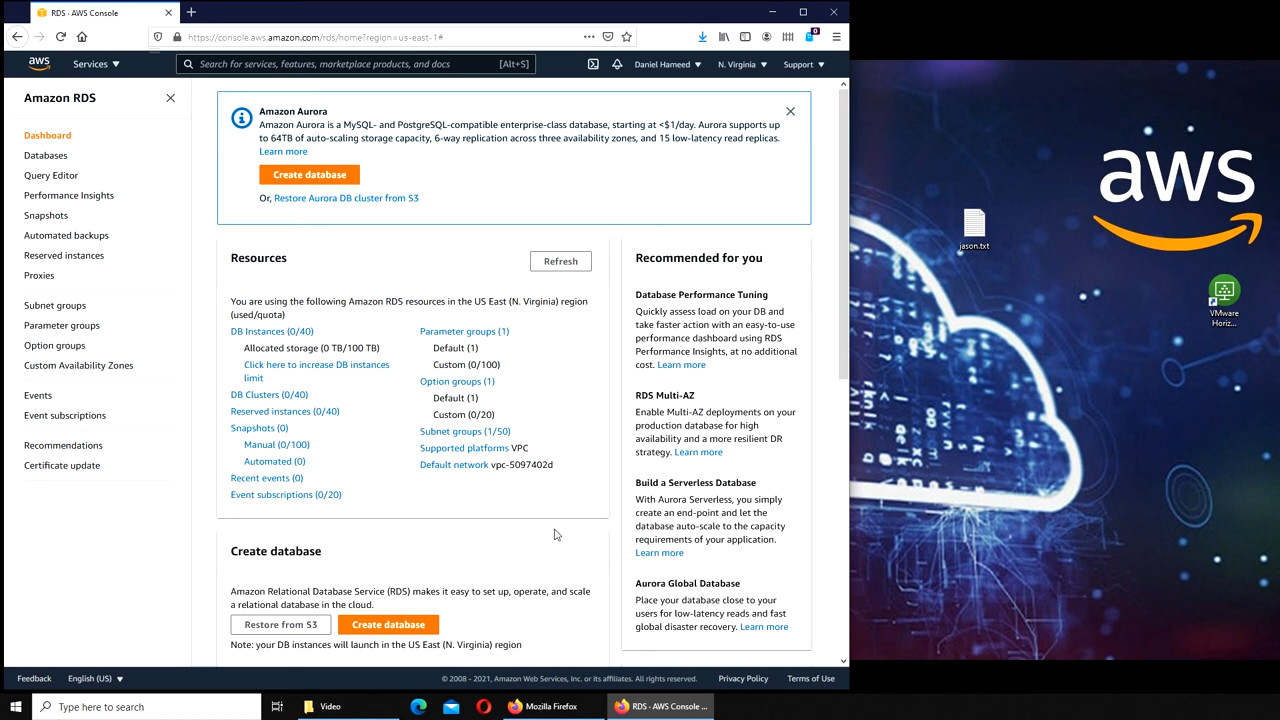 RDS · AWS Console
https://console.aws.amazon.com/rds/home?region=us-east-1#
0
aws
Services
Search for services, features, marketplace products, and docs
[Alt+S]
Daniel Hameed
N. Virginia
Support
Amazon RDS
Dashboard
Databases
Query Editor
Performance Insights
Snapshots
Automated backups
Reserved instances
Proxies
Subnet groups
Parameter groups
Option groups
Custom Availability Zones
Events
Event subscriptions
Recommendations
Certificate update
Amazon Aurora
Amazon Aurora is a MySQL- and PostgreSQL-compatible enterprise-class database, starting at <$1/day. Aurora supports up
to 64TB of auto-scaling storage capacity, 6-way replication across three availability zones, and 15 low-latency read replicas.
Learn more
Create database
Or, Restore Aurora DB cluster from S3
Resources
Refresh
You are using the following Amazon RDS resources in the US East (N. Virginia) region
(used/quota)
DB Instances (0/40)
Allocated storage (0 TB/100 TB)
Click here to increase DB instances
limit
DB Clusters (0/40)
Reserved instances (0/40)
Snapshots (0)
Manual (0/100)
Automated (0)
Recent events (0)
Event subscriptions (0/20)
Parameter groups (1)
Default (1)
Custom (0/100)
Option groups (1)
Default (1)
Custom (0/20)
Subnet groups (1/50)
Supported platforms VPC
Default network vpc-5097402d
Create database
Amazon Relational Database Service (RDS) makes it easy to set up, operate, and scale
a relational database in the cloud.
Restore from S3
Create database
Note: your DB instances will launch in the US East (N. Virginia) region
Recommended for you
Database Performance Tuning
Quickly assess load on your DB and
take faster action with an easy-to-use
performance dashboard using RDS
Performance Insights, at no additional
cost. Learn more
RDS Multi-AZ
Enable Multi-AZ deployments on your
production database for high
availability and a more resilient DR
strategy. Learn more
Build a Serverless Database
With Aurora Serverless, you simply
create an end-point and let the
database auto-scale to the capacity
requirements of your application.
Learn more
Aurora Global Database
Place your database close to your
users for low-latency reads and fast
global disaster recovery. Learn more
Feedback
English (US)
© 2008 - 2021, Amazon Web Services, Inc. or its affiliates. All rights reserved.
Privacy Policy
Terms of Use
aws
jason.txt
VMware
Horiz...
Type here to search
Video
Mozilla Firefox
RDS · AWS Console ...